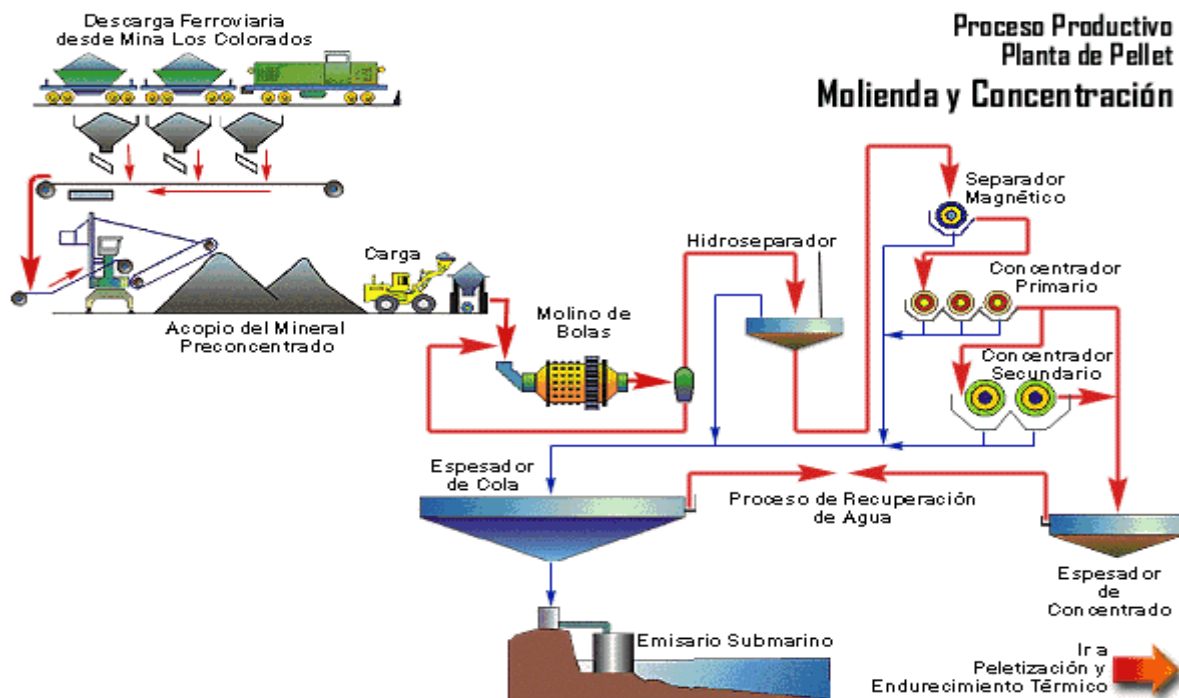 Descarga Ferroviaria
desde Mina Los Colorados
Proceso Productivo
Planta de Pellet
Molienda y Concentración
Separador
Magnético
Hidroseparador
Carga
Concentrador
Primario
Acopio del Mineral
Preconcentrado
Molino de
Bolas
Concentrador
Secundario
Espesador
de Cola
Proceso de Recuperación
de Agua
Espesador
de
Concentrado
Emisario Submarino
Ir a
Peletización y
Endurecimiento Térmico